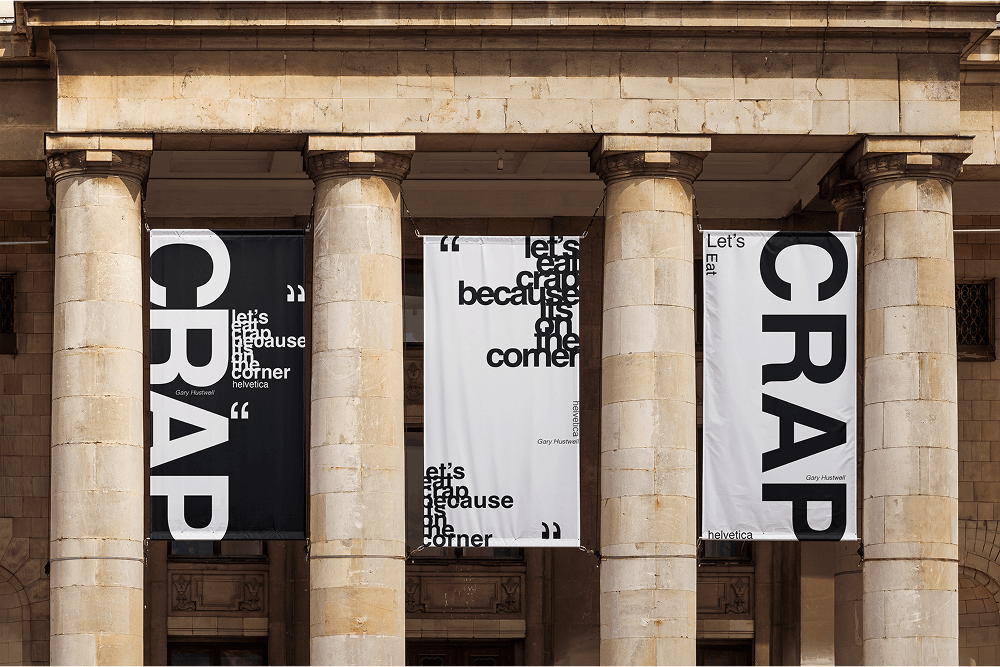 CRAP
“
let’s
eat
crap
because
its
on
the
corner
helvetica
Gary Hustwell
“
“
let’s
eat
crap
because
its
on
the
corner
helvetica
Gary Hustwell
let’s
eat
crap
because
its
on
the
corner
”
Let’s
Eat
CRAP
Gary Hustwell
helvetica